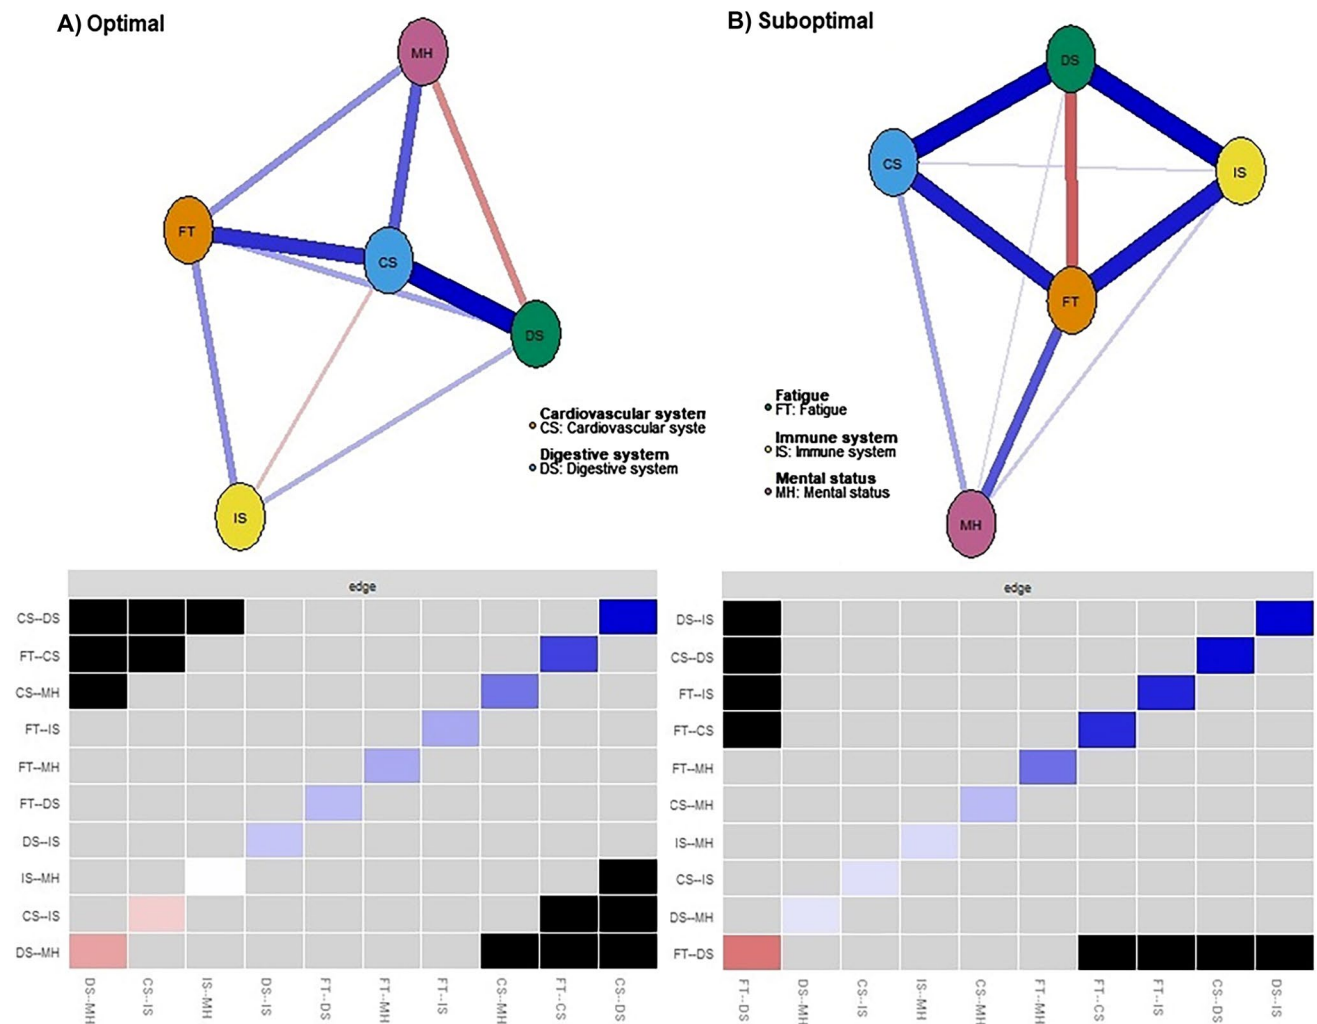 A) Optimal
B) Suboptimal
MH
FT
CS
DS
IS
DS
CS
IS
FT
MH
Cardiovascular systen
CS: Cardiovascular syste
Digestive system
DS: Digestive system
Fatigue
FT: Fatigue
Immune system
IS: Immune system
Mental status
MH: Mental status
edge
CS--DS
FT--CS
CS--MH
FT--IS
FT--MH
FT--DS
DS--IS
IS--MH
CS--IS
DS--MH
DS--MH
CS--IS
IS--MH
DS--IS
FT--DS
FT--MH
FT--IS
CS--MH
FT--CS
CS--DS
edge
DS--IS
CS--DS
FT--IS
FT--CS
FT--MH
CS--MH
IS--MH
CS--IS
DS--MH
FT--DS
FT--DS
DS--MH
CS--IS
IS--MH
CS--MH
FT--MH
FT--CS
FT--IS
CS--DS
DS--IS